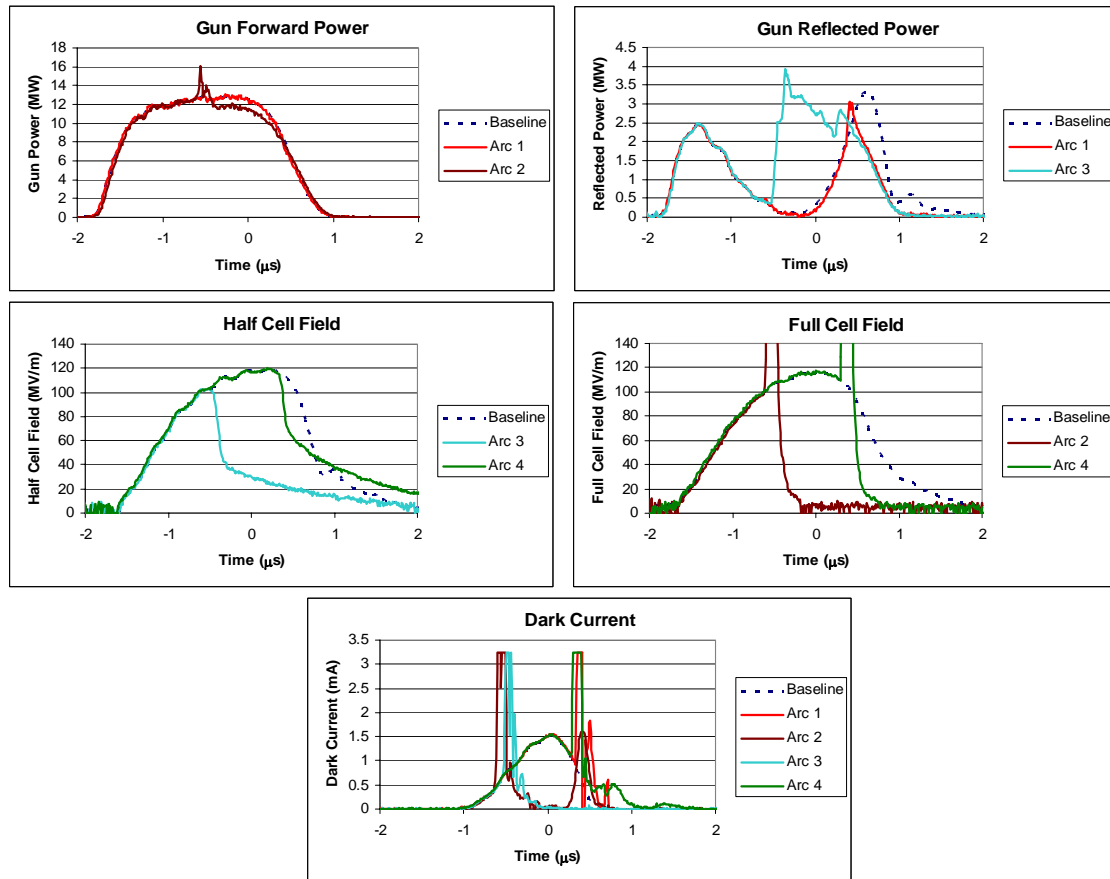 Gun Forward Power
Gun Power (MW)
18
16
14
12
10
8
6
4
2
0
-2 -1 0 1 2
Time (μs)
Baseline
Arc 1
Arc 2
Gun Reflected Power
Reflected Power (MW)
4.5
4
3.5
3
2.5
2
1.5
1
0.5
0
-2 -1 0 1 2
Time (μs)
Baseline
Arc 1
Arc 3
Half Cell Field
Half Cell Field (MV/m)
140
120
100
80
60
40
20
0
-2 -1 0 1 2
Time (μs)
Baseline
Arc 3
Arc 4
Full Cell Field
Full Cell Field (MV/m)
140
120
100
80
60
40
20
0
-2 -1 0 1 2
Time (μs)
Baseline
Arc 2
Arc 4
Dark Current
Dark Current (mA)
3.5
3
2.5
2
1.5
1
0.5
0
-2 -1 0 1 2
Time (μs)
Baseline
Arc 1
Arc 2
Arc 3
Arc 4